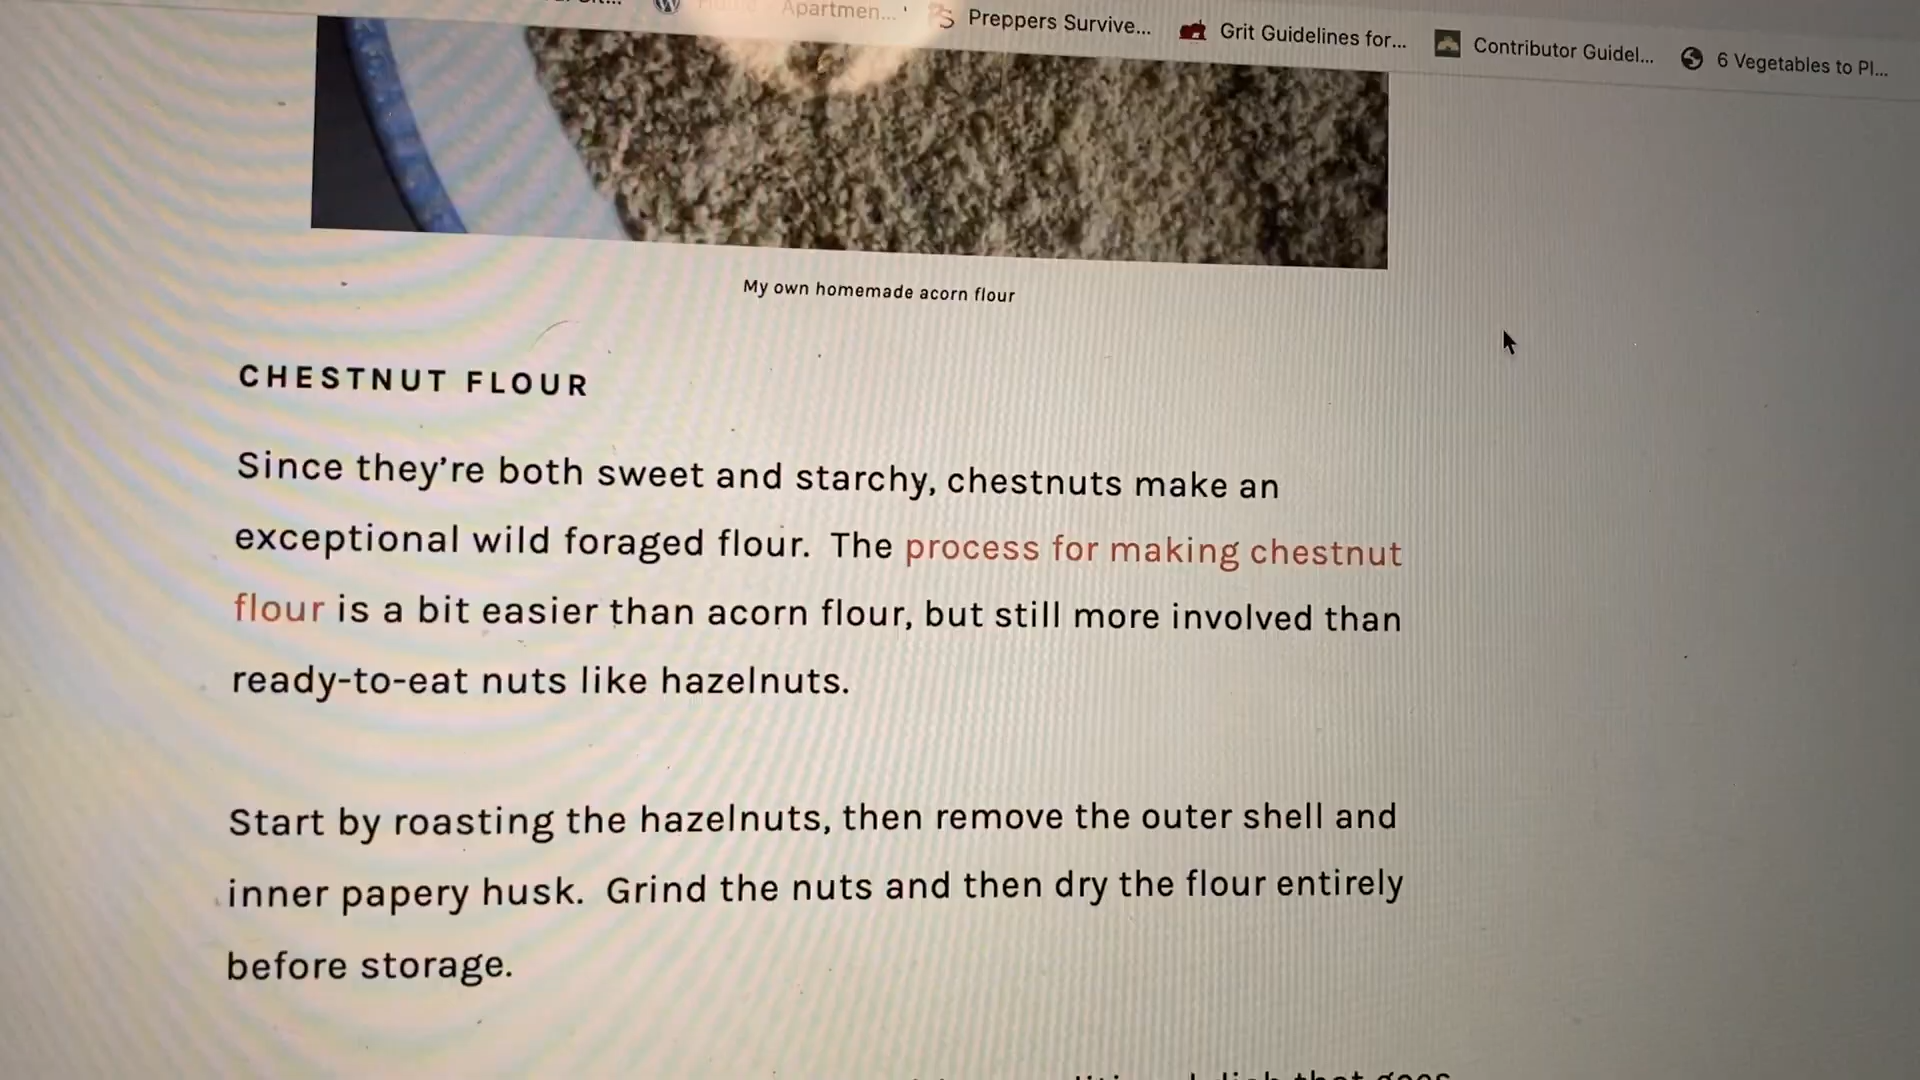 Apartmen...
Preppers Survive...
Grit Guidelines for...
Contributor Guidel...
6 Vegetables to Pl...
My own homemade acorn flour
CHESTNUT FLOUR
Since they're both sweet and starchy, chestnuts make an
exceptional wild foraged flour. The process for making chestnut
flour is a bit easier than acorn flour, but still more involved than
ready-to-eat nuts like hazelnuts.
Start by roasting the hazelnuts, then remove the outer shell and
inner papery husk. Grind the nuts and then dry the flour entirely
before storage.